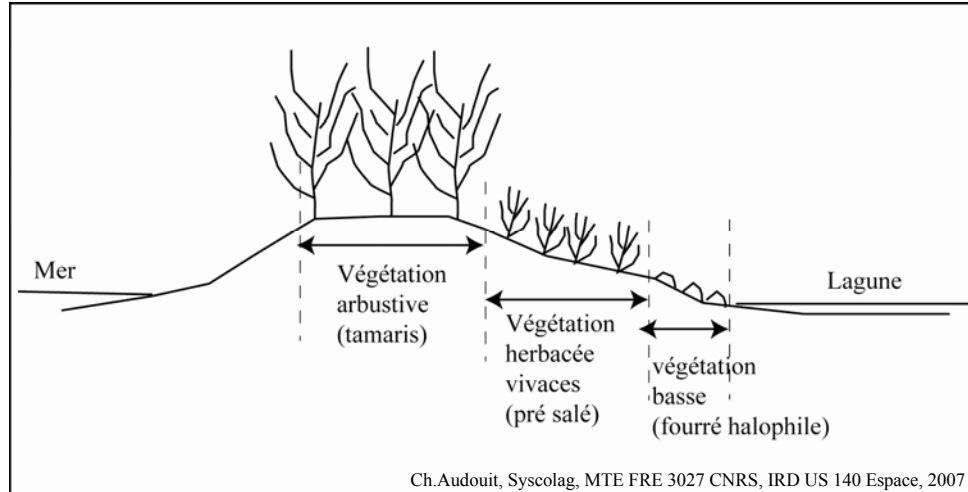 Mer
Végétation
arbustive
(tamaris)
Végétation
herbacée
vivaces
(pré salé)
végétation
basse
(fourré halophile)
Lagune
Ch.Audouit, Syscolag, MTE FRE 3027 CNRS, IRD US 140 Espace, 2007